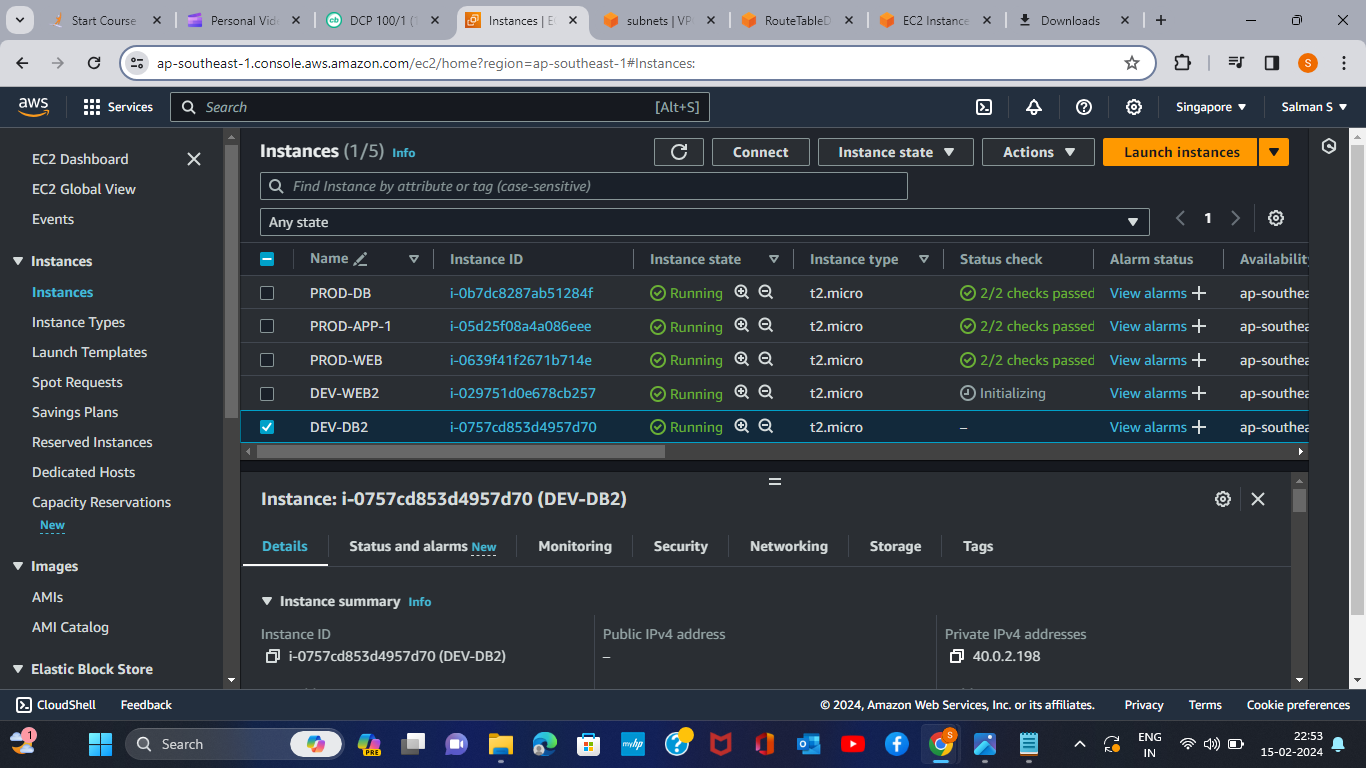 Start Course
Personal Vide
DCP 100/1 (1
Instances | E
subnets | VP
RouteTableD
EC2 Instance
Downloads
ap-southeast-1.console.aws.amazon.com/ec2/home?region=ap-southeast-1#Instances:
S
aws
Services
Search
[Alt+S]
Singapore
Salman S
EC2 Dashboard
EC2 Global View
Events
Instances
Instances
Instance Types
Launch Templates
Spot Requests
Savings Plans
Reserved Instances
Dedicated Hosts
Capacity Reservations
New
Images
AMIs
AMI Catalog
Elastic Block Store
Instances (1/5) Info
Connect
Instance state
Actions
Launch instances
Find Instance by attribute or tag (case-sensitive)
Any state
1
Name Instance ID Instance state Instance type Status check Alarm status Availability
PROD-DB i-0b7dc8287ab51284f Running t2.micro 2/2 checks passed View alarms ap-southea
PROD-APP-1 i-05d25f08a4a086eee Running t2.micro 2/2 checks passed View alarms ap-southea
PROD-WEB i-0639f41f2671b714e Running t2.micro 2/2 checks passed View alarms ap-southea
DEV-WEB2 i-029751d0e678cb257 Running t2.micro Initializing View alarms ap-southea
DEV-DB2 i-0757cd853d4957d70 Running t2.micro – View alarms ap-southea
Instance: i-0757cd853d4957d70 (DEV-DB2)
Details Status and alarms New Monitoring Security Networking Storage Tags
Instance summary Info
Instance ID
i-0757cd853d4957d70 (DEV-DB2)
Public IPv4 address
–
Private IPv4 addresses
40.0.2.198
CloudShell Feedback © 2024, Amazon Web Services, Inc. or its affiliates. Privacy Terms Cookie preferences
1
Search
PRE
myhp
S
ENG
IN
22:53
15-02-2024